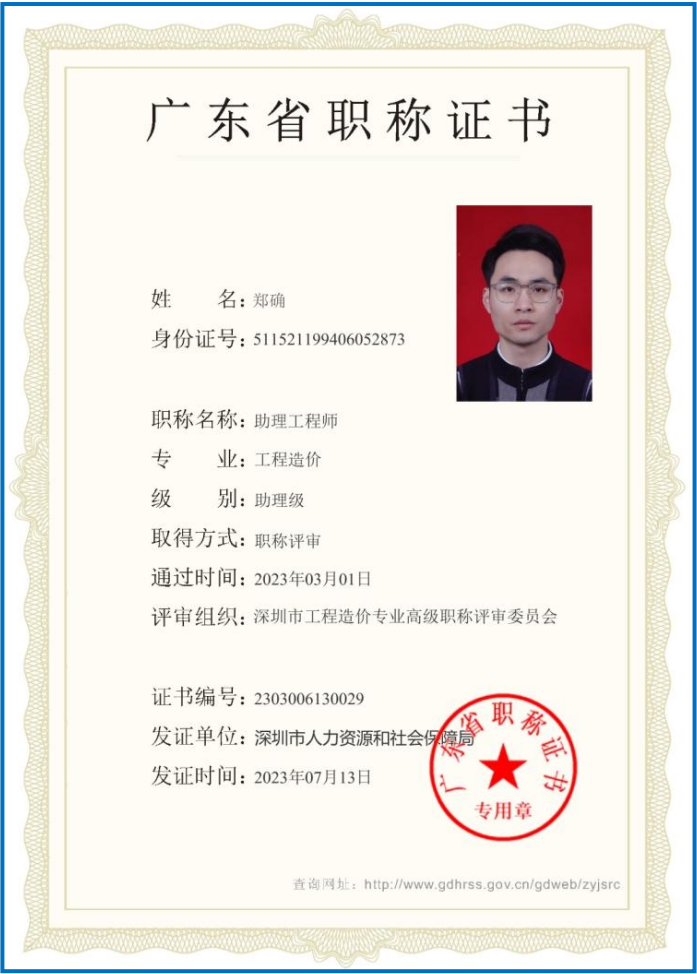 广东省职称证书
姓 名：郑确
身份证号：511521199406052873
职称名称：助理工程师
专 业：工程造价
级 别：助理级
取得方式：职称评审
通过时间：2023年03月01日
评审组织：深圳市工程造价专业高级职称评审委员会
证书编号：2303006130029
发证单位：深圳市人力资源和社会保障局
发证时间：2023年07月13日
广东省职称证书
专用章
查询网址：http://www.gdhrss.gov.cn/gdweb/zyjsrc